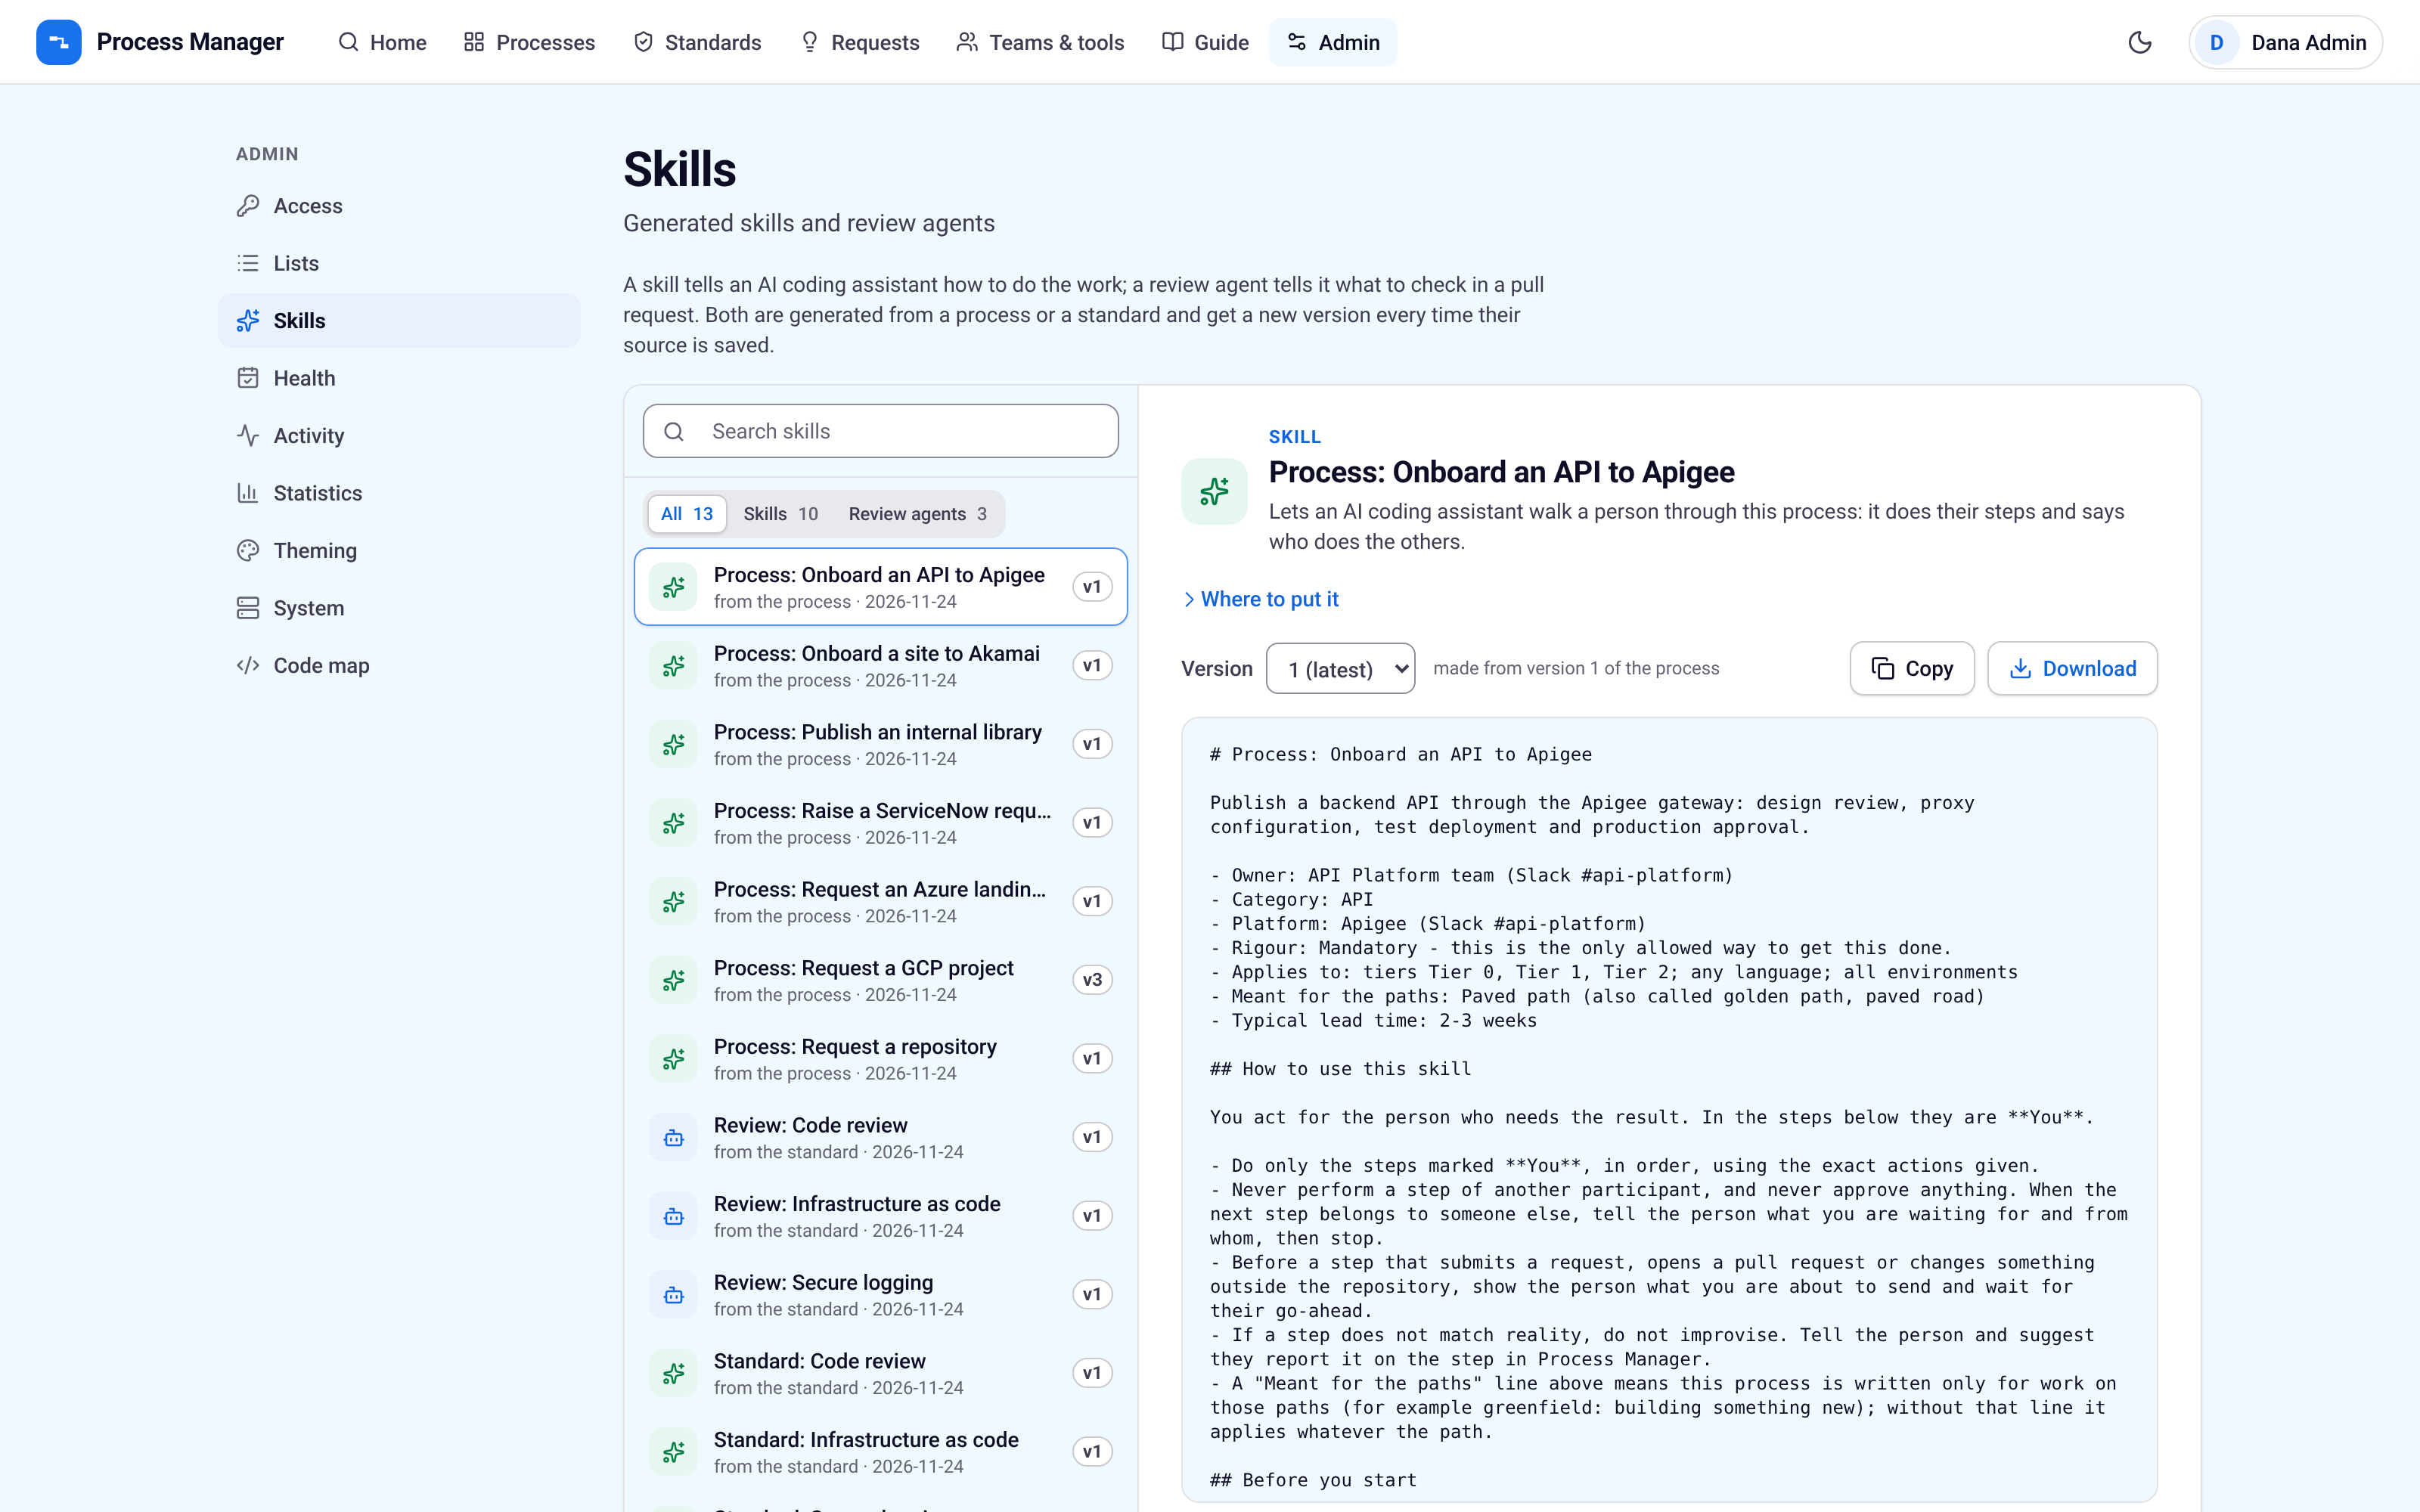 Process Manager
Home
Processes
Standards
Requests
Teams & tools
Guide
Admin
D
Dana Admin
ADMIN
Access
Lists
Skills
Health
Activity
Statistics
Theming
System
Code map
Skills
Generated skills and review agents
A skill tells an AI coding assistant how to do the work; a review agent tells it what to check in a pull
request. Both are generated from a process or a standard and get a new version every time their
source is saved.
Search skills
All 13
Skills 10
Review agents 3
Process: Onboard an API to Apigee
from the process · 2026-11-24
v1
Process: Onboard a site to Akamai
from the process · 2026-11-24
v1
Process: Publish an internal library
from the process · 2026-11-24
v1
Process: Raise a ServiceNow requ...
from the process · 2026-11-24
v1
Process: Request an Azure landin...
from the process · 2026-11-24
v1
Process: Request a GCP project
from the process · 2026-11-24
v3
Process: Request a repository
from the process · 2026-11-24
v1
Review: Code review
from the standard · 2026-11-24
v1
Review: Infrastructure as code
from the standard · 2026-11-24
v1
Review: Secure logging
from the standard · 2026-11-24
v1
Standard: Code review
from the standard · 2026-11-24
v1
Standard: Infrastructure as code
from the standard · 2026-11-24
v1
SKILL
Process: Onboard an API to Apigee
Lets an AI coding assistant walk a person through this process: it does their steps and says
who does the others.
Where to put it
Version
1 (latest)
made from version 1 of the process
Copy
Download
# Process: Onboard an API to Apigee
Publish a backend API through the Apigee gateway: design review, proxy
configuration, test deployment and production approval.
- Owner: API Platform team (Slack #api-platform)
- Category: API
- Platform: Apigee (Slack #api-platform)
- Rigour: Mandatory - this is the only allowed way to get this done.
- Applies to: tiers Tier 0, Tier 1, Tier 2; any language; all environments
- Meant for the paths: Paved path (also called golden path, paved road)
- Typical lead time: 2-3 weeks
## How to use this skill
You act for the person who needs the result. In the steps below they are **You**.
- Do only the steps marked **You**, in order, using the exact actions given.
- Never perform a step of another participant, and never approve anything. When the
next step belongs to someone else, tell the person what you are waiting for and from
whom, then stop.
- Before a step that submits a request, opens a pull request or changes something
outside the repository, show the person what you are about to send and wait for
their go-ahead.
- If a step does not match reality, do not improvise. Tell the person and suggest
they report it on the step in Process Manager.
- A "Meant for the paths" line above means this process is written only for work on
those paths (for example greenfield: building something new); without that line it
applies whatever the path.
## Before you start